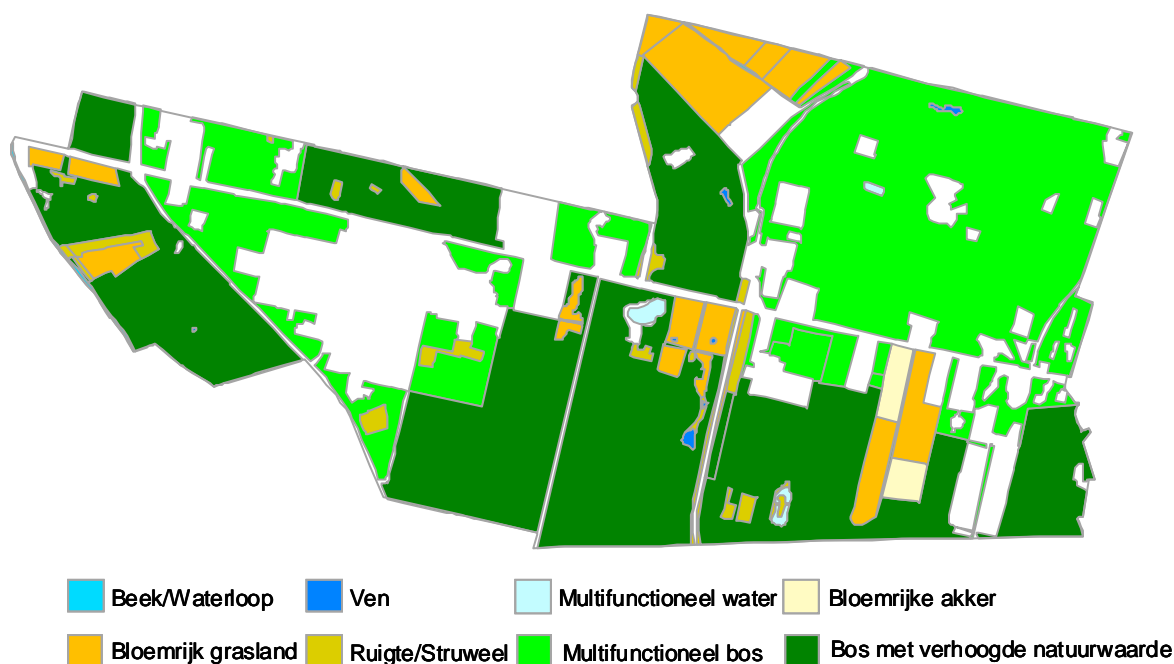 Beek/Waterloop Ven Multifunctioneel water Bloemrijke akker
Bloemrijk grasland Ruigte/Struweel Multifunctioneel bos Bos met verhoogde natuurwaarde